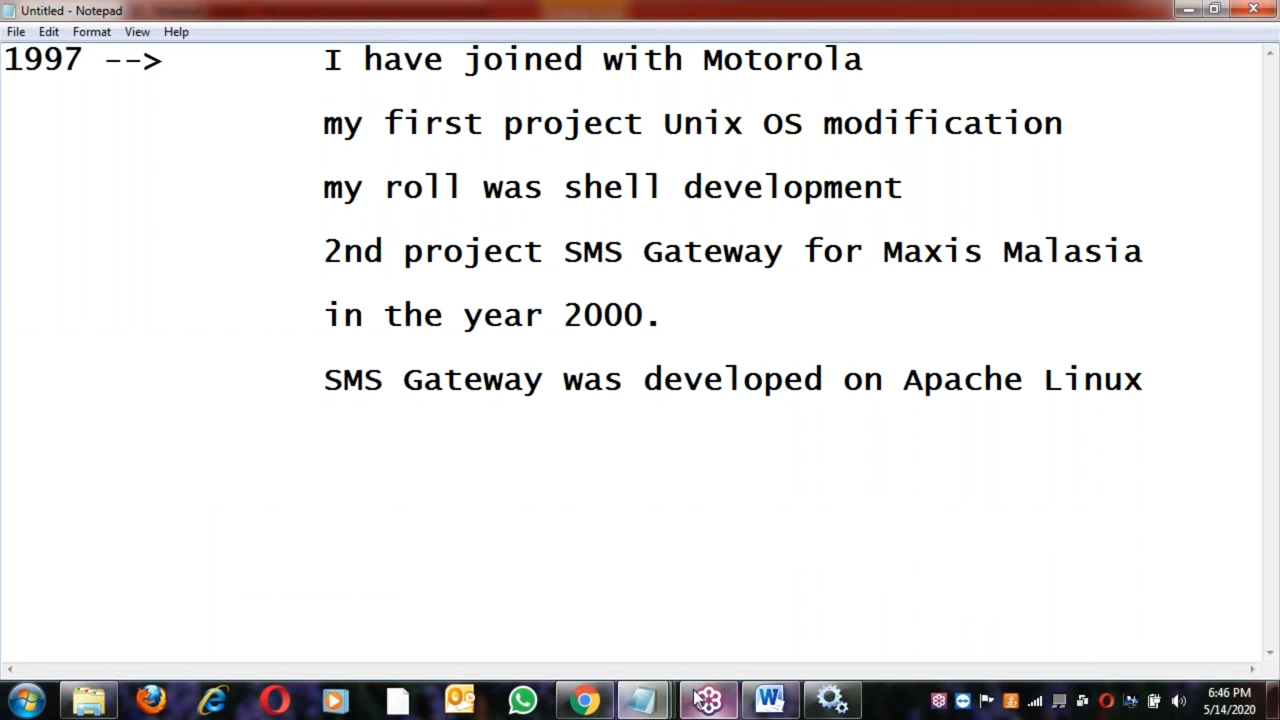 Untitled - Notepad
File Edit Format View Help
1997 --> I have joined with Motorola
my first project Unix OS modification
my roll was shell development
2nd project SMS Gateway for Maxis Malasia
in the year 2000.
SMS Gateway was developed on Apache Linux
6:46 PM
5/14/2020